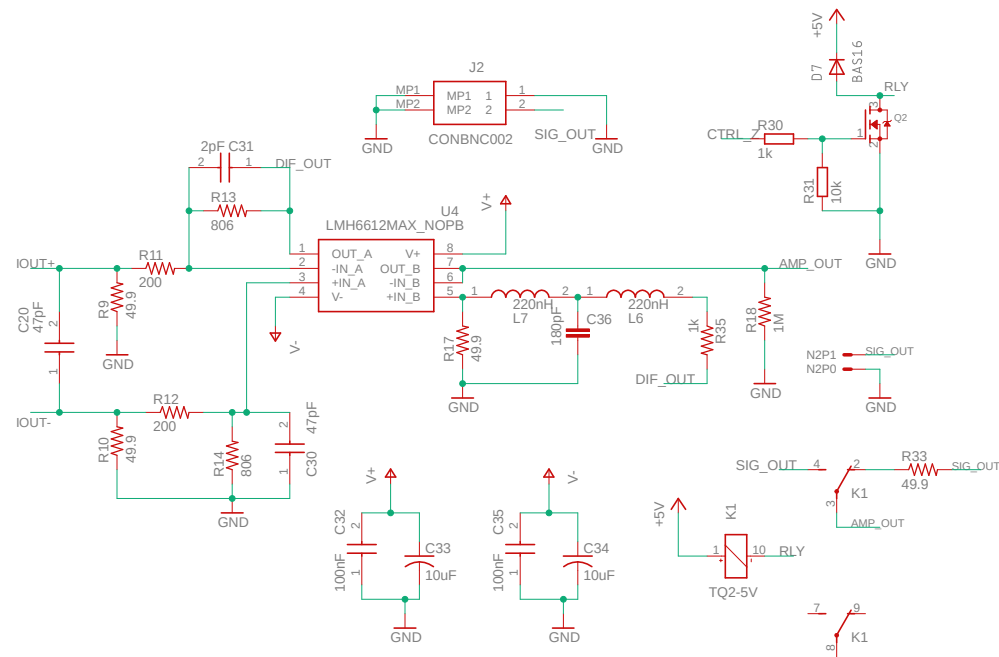 +5V
D7
BAS16
RLY
3
Q2
1
2
CTRL_Z
R30
1k
R31
10k
GND
J2
MP1
MP2
MP1 1
MP2 2
1
2
CONBNC002
SIG_OUT
GND
GND
2pF C31
2
1
DIF_OUT
R13
806
U4
LMH6612MAX_NOPB
V+
1
2
3
4
OUT_A
-IN_A
+IN_A
V-
V+
OUT_B
-IN_B
+IN_B
8
7
6
5
V-
IOUT+
R11
200
R9
49.9
GND
C20
47pF
2
1
IOUT-
R12
200
R10
49.9
R14
806
47pF
2
1
C30
GND
AMP_OUT
1
2
220nH
L7
1
2
220nH
L6
180pF
C36
R17
49.9
GND
1k
R35
DIF_OUT
R18
1M
GND
N2P1
SIG_OUT
N2P0
GND
V+
C32
2
1
100nF
C33
10uF
GND
V-
C35
2
1
100nF
C34
10uF
GND
+5V
K1
1
10
RLY
TQ2-5V
SIG_OUT
4
2
3
K1
R33
49.9
SIG_OUT
AMP_OUT
7
9
8
K1